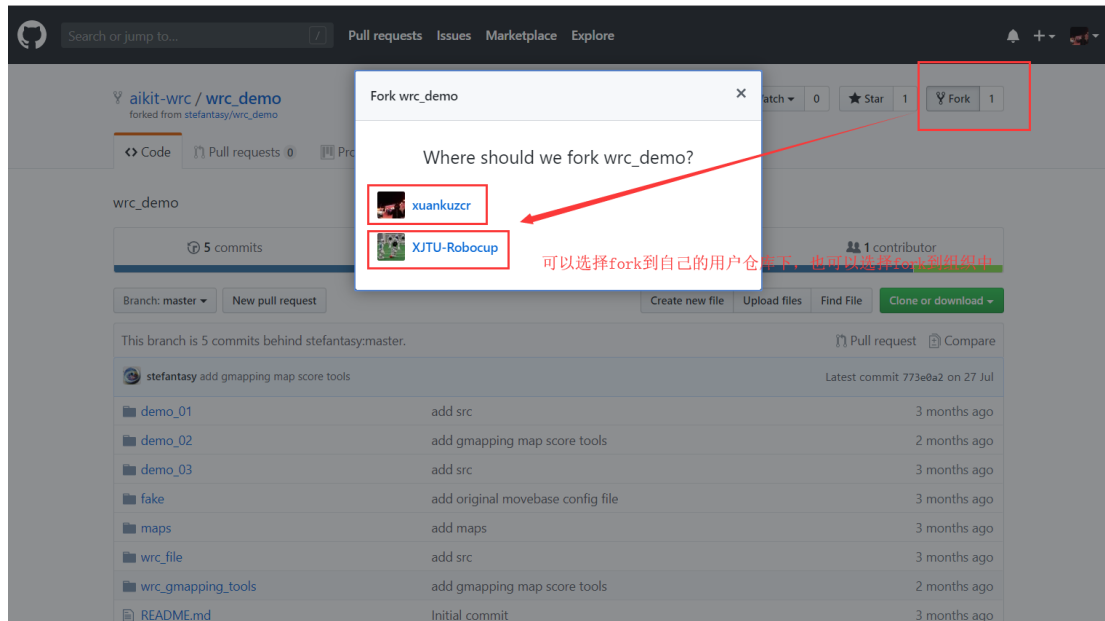 Search or jump to... / Pull requests Issues Marketplace Explore
aikit-wrc / wrc_demo
forked from stefantasy/wrc_demo
Fork wrc_demo ×
atch 0 Star 1 Fork 1
Code Pull requests 0 Pro
Where should we fork wrc_demo?
wrc_demo
xuankuzcr
XJTU-Robocup
5 commits 1 contributor
可以选择fork到自己的用户仓库下，也可以选择fork到组织中
Branch: master New pull request Create new file Upload files Find File Clone or download
This branch is 5 commits behind stefantasy:master. Pull request Compare
stefantasy add gmapping map score tools Latest commit 773e0a2 on 27 Jul
demo_01 add src 3 months ago
demo_02 add gmapping map score tools 2 months ago
demo_03 add src 3 months ago
fake add original movebase config file 3 months ago
maps add maps 3 months ago
wrc_file add src 3 months ago
wrc_gmapping_tools add gmapping map score tools 2 months ago
README.md Initial commit 3 months ago